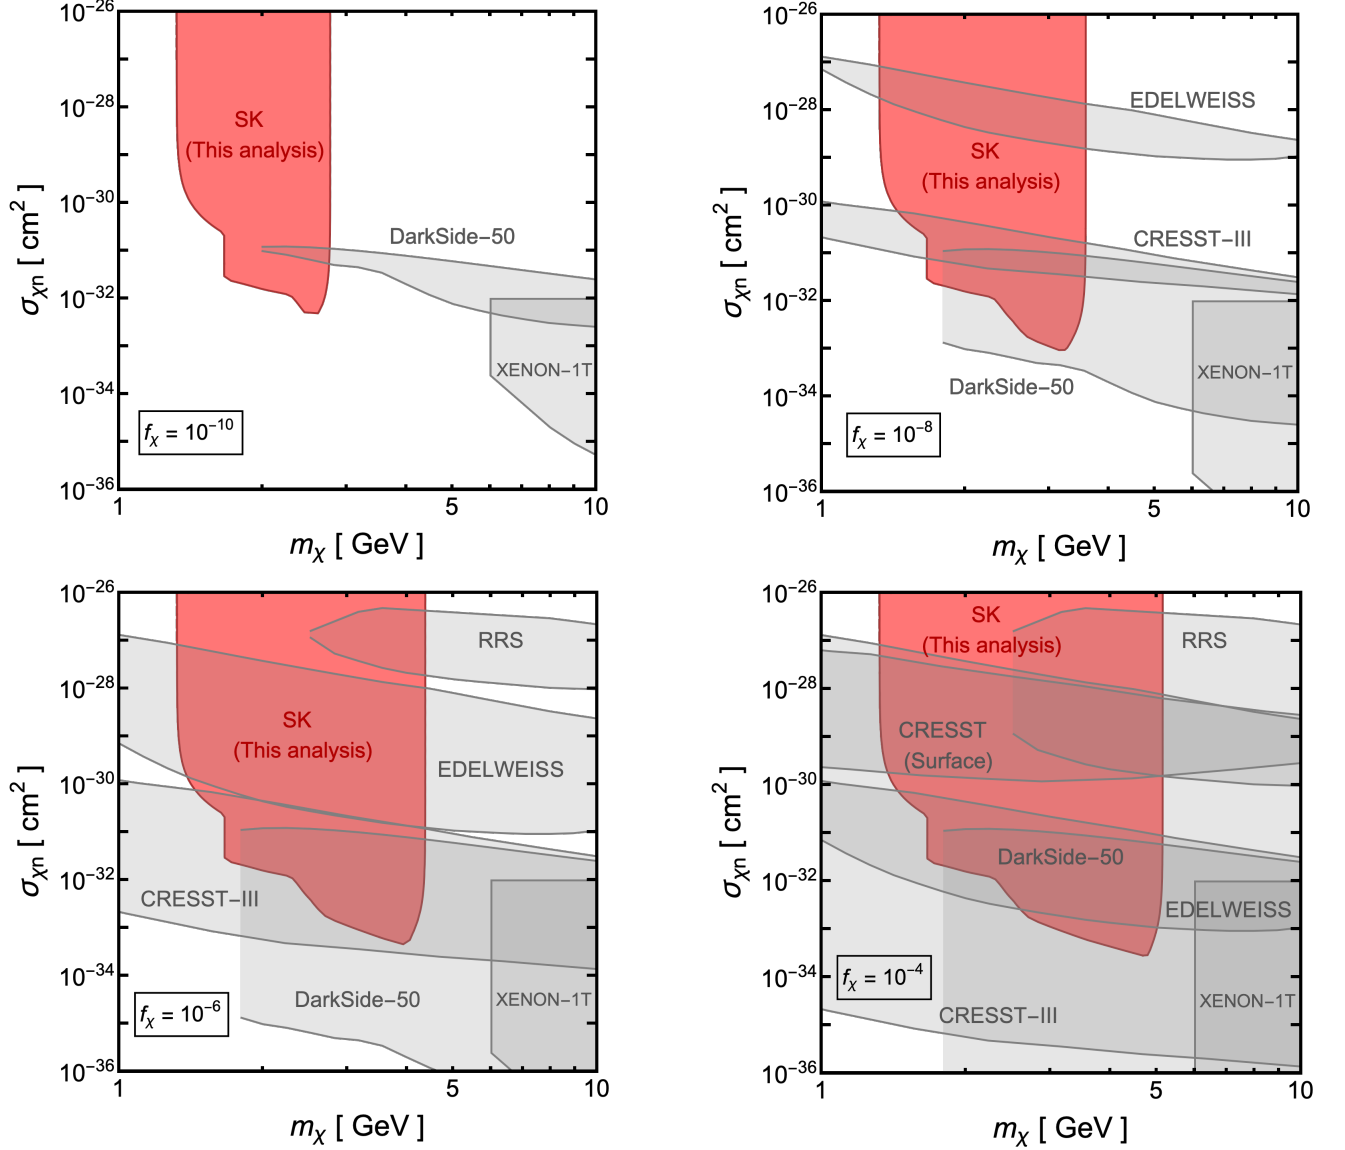 10⁻²⁶
10⁻²⁸
10⁻³⁰
10⁻³²
10⁻³⁴
10⁻³⁶
σχn [ cm² ]
SK
(This analysis)
DarkSide−50
XENON−1T
fχ = 10⁻¹⁰
1
5
10
mχ [ GeV ]
10⁻²⁶
10⁻²⁸
10⁻³⁰
10⁻³²
10⁻³⁴
10⁻³⁶
σχn [ cm² ]
EDELWEISS
SK
(This analysis)
CRESST−III
XENON−1T
DarkSide−50
fχ = 10⁻⁸
1
5
10
mχ [ GeV ]
10⁻²⁶
10⁻²⁸
10⁻³⁰
10⁻³²
10⁻³⁴
10⁻³⁶
σχn [ cm² ]
RRS
SK
(This analysis)
EDELWEISS
CRESST−III
DarkSide−50
XENON−1T
fχ = 10⁻⁶
1
5
10
mχ [ GeV ]
10⁻²⁶
10⁻²⁸
10⁻³⁰
10⁻³²
10⁻³⁴
10⁻³⁶
σχn [ cm² ]
SK
(This analysis)
RRS
CRESST
(Surface)
DarkSide−50
EDELWEISS
fχ = 10⁻⁴
XENON−1T
CRESST−III
1
5
10
mχ [ GeV ]